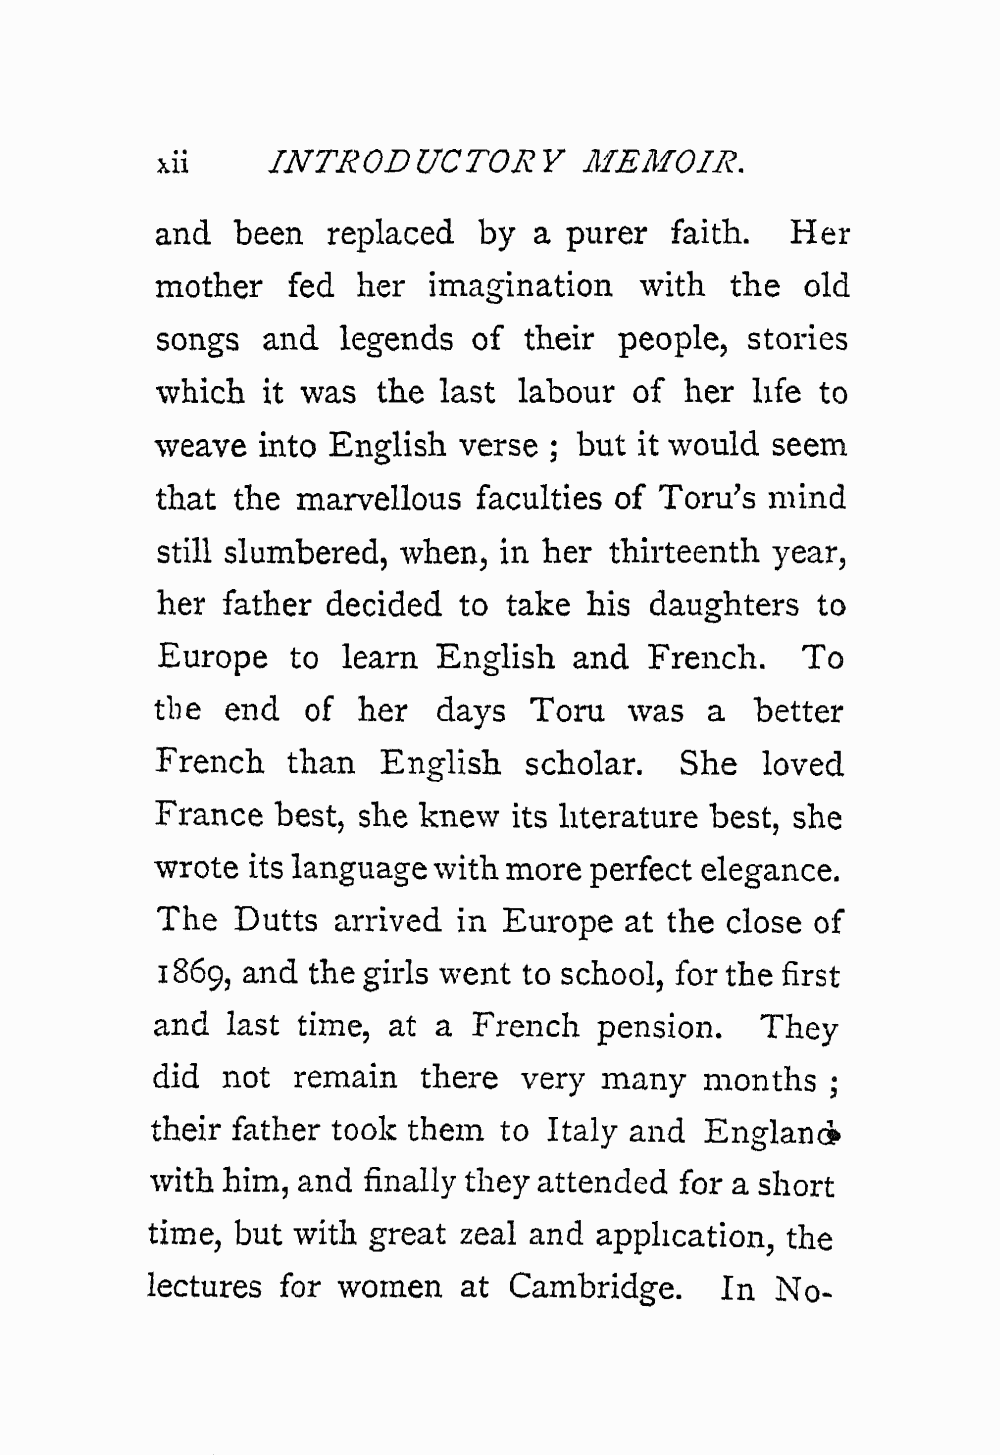 xii INTRODUCTORY MEMOIR.
and been replaced by a purer faith. Her
mother fed her imagination with the old
songs and legends of their people, stories
which it was the last labour of her life to
weave into English verse ; but it would seem
that the marvellous faculties of Toru's mind
still slumbered, when, in her thirteenth year,
her father decided to take his daughters to
Europe to learn English and French. To
the end of her days Toru was a better
French than English scholar. She loved
France best, she knew its literature best, she
wrote its language with more perfect elegance.
The Dutts arrived in Europe at the close of
1869, and the girls went to school, for the first
and last time, at a French pension. They
did not remain there very many months ;
their father took them to Italy and England
with him, and finally they attended for a short
time, but with great zeal and application, the
lectures for women at Cambridge. In No-